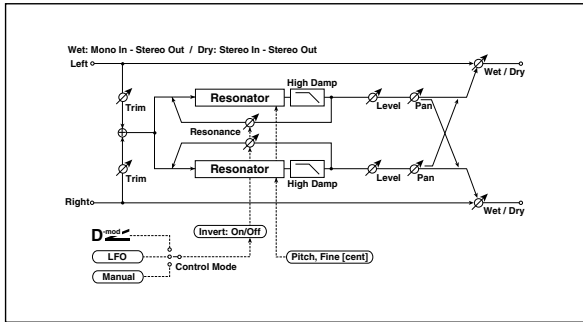 Wet: Mono In - Stereo Out / Dry: Stereo In - Stereo Out
Left
Wet / Dry
High Damp
Resonator
Trim
Level
Pan
Resonance
Trim
Resonator
High Damp
Level
Pan
Right
Wet / Dry
D-mod
Invert: On/Off
LFO
Pitch, Fine [cent]
Control Mode
Manual